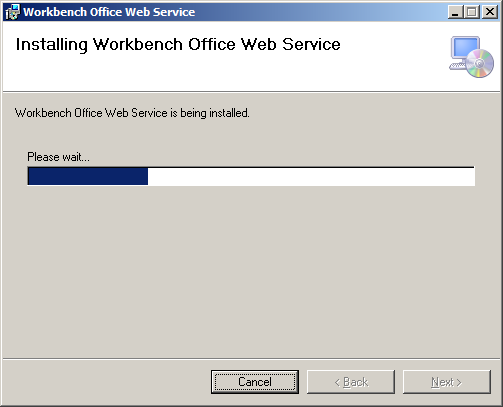 Workbench Office Web Service
Installing Workbench Office Web Service
Workbench Office Web Service is being installed.
Please wait...
Cancel
< Back
Next >